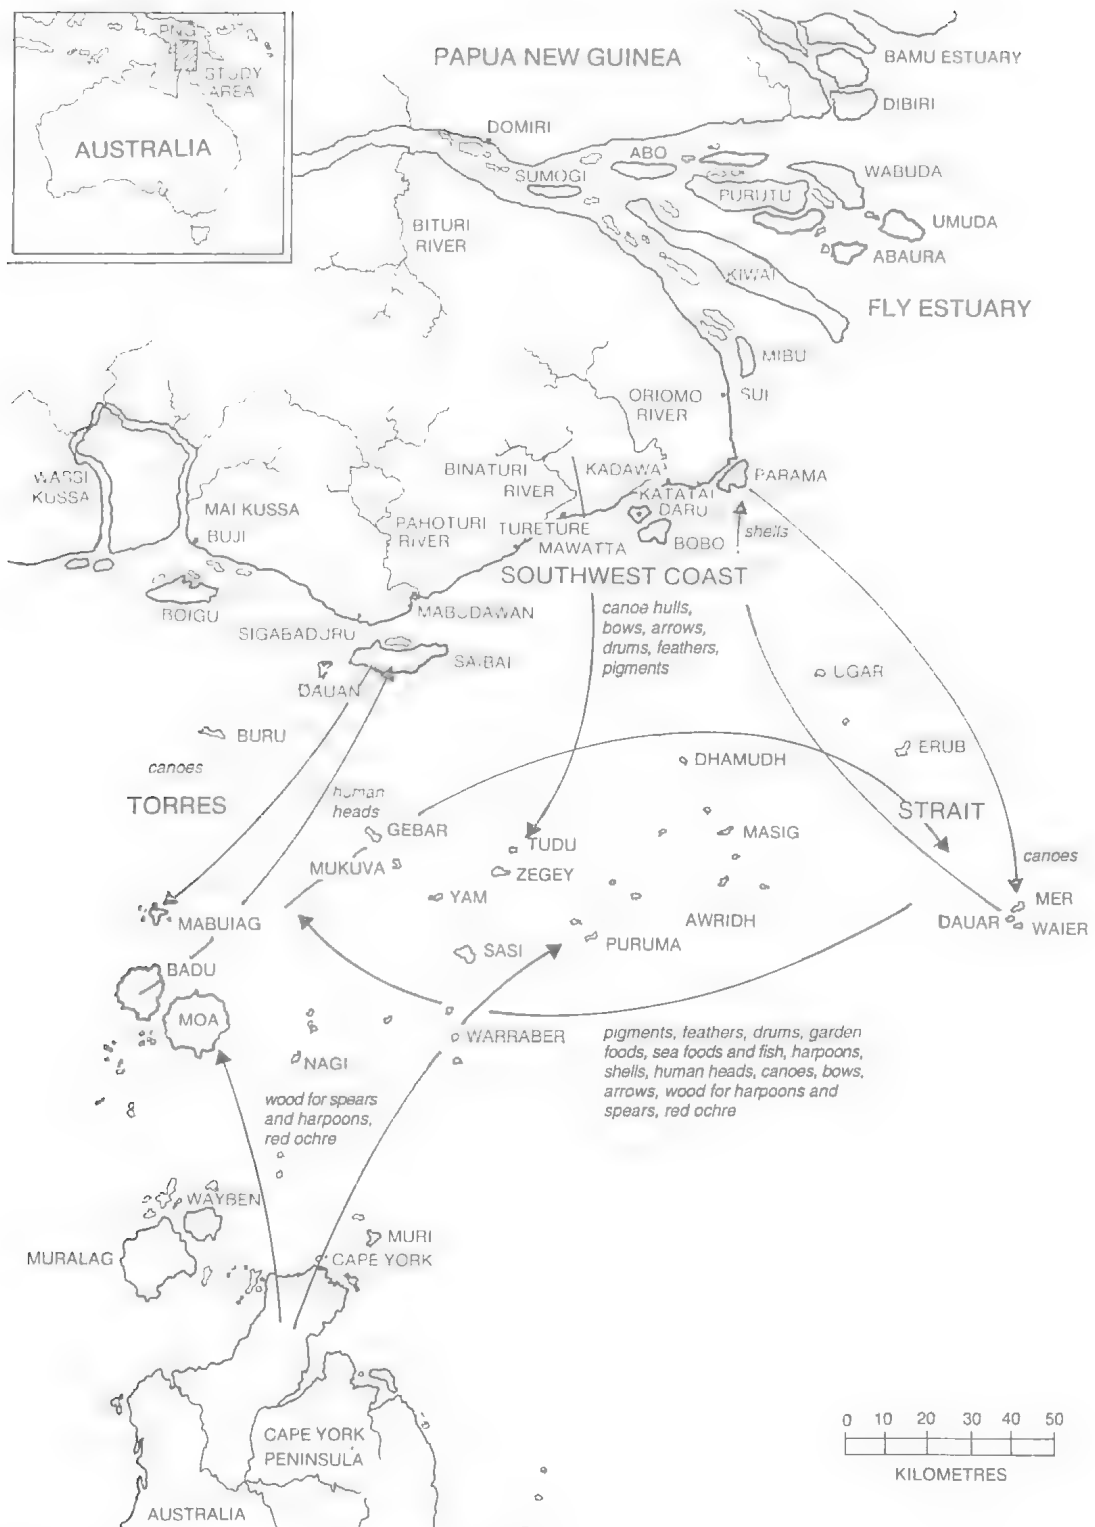 PNG
STUDY
AREA
AUSTRALIA
PAPUA NEW GUINEA
BAMU ESTUARY
DIBIRI
DOMIRI
ABO
SUMOGI
WABUDA
PURUTU
UMUDA
BITURI
RIVER
ABAURA
KIWAI
FLY ESTUARY
MIBU
ORIOMO
RIVER
SUI
WASSI
KUSSA
BINATURI
RIVER
KADAWA
PARAMA
MAI KUSSA
KATATAI
DARU
PAHOTURI
RIVER
TURETURE
shells
BUJI
MAWATTA
BOBO
SOUTHWEST COAST
BOIGU
MABUDAWAN
canoe hulls,
bows, arrows,
drums, feathers,
pigments
SIGABADURU
SAIBAI
DAUAN
UGAR
BURU
ERUB
canoes
DHAMUDH
TORRES
human
heads
STRAIT
GEBAR
MASIG
TUDU
MUKUVA
ZEGEY
canoes
YAM
MER
MABUIAG
AWRIDH
DAUAR
WAIER
PURUMA
SASI
BADU
MOA
WARRABER
pigments, feathers, drums, garden
foods, sea foods and fish, harpoons,
shells, human heads, canoes, bows,
arrows, wood for harpoons and
spears, red ochre
NAGI
wood for spears
and harpoons,
red ochre
WAYBEN
MURI
MURALAG
CAPE YORK
0 10 20 30 40 50
KILOMETRES
CAPE YORK
PENINSULA
AUSTRALIA